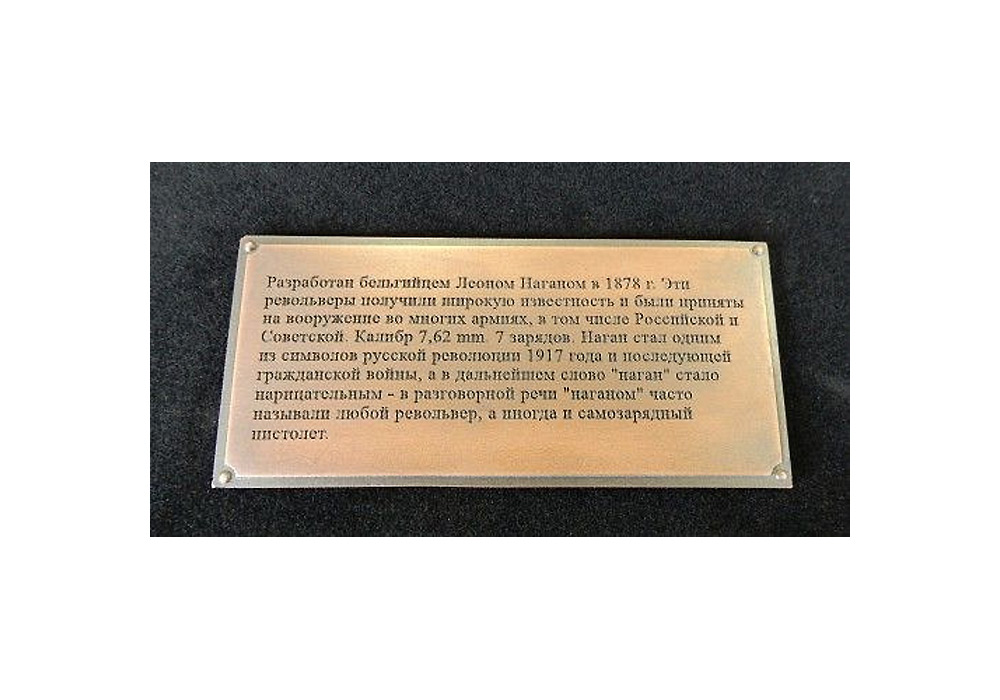 Разработан бельгийцем Леоном Наганом в 1878 г. Эти
револьверы получили широкую известность и были приняты
на вооружение во многих армиях, в том числе Российской и
Советской. Калибр 7,62 mm. 7 зарядов. Наган стал одним
из символов русской революции 1917 года и последующей
гражданской войны, а в дальнейшем слово "наган" стало
нарицательным - в разговорной речи "наганом" часто
называли любой револьвер, а иногда и самозарядный
пистолет.